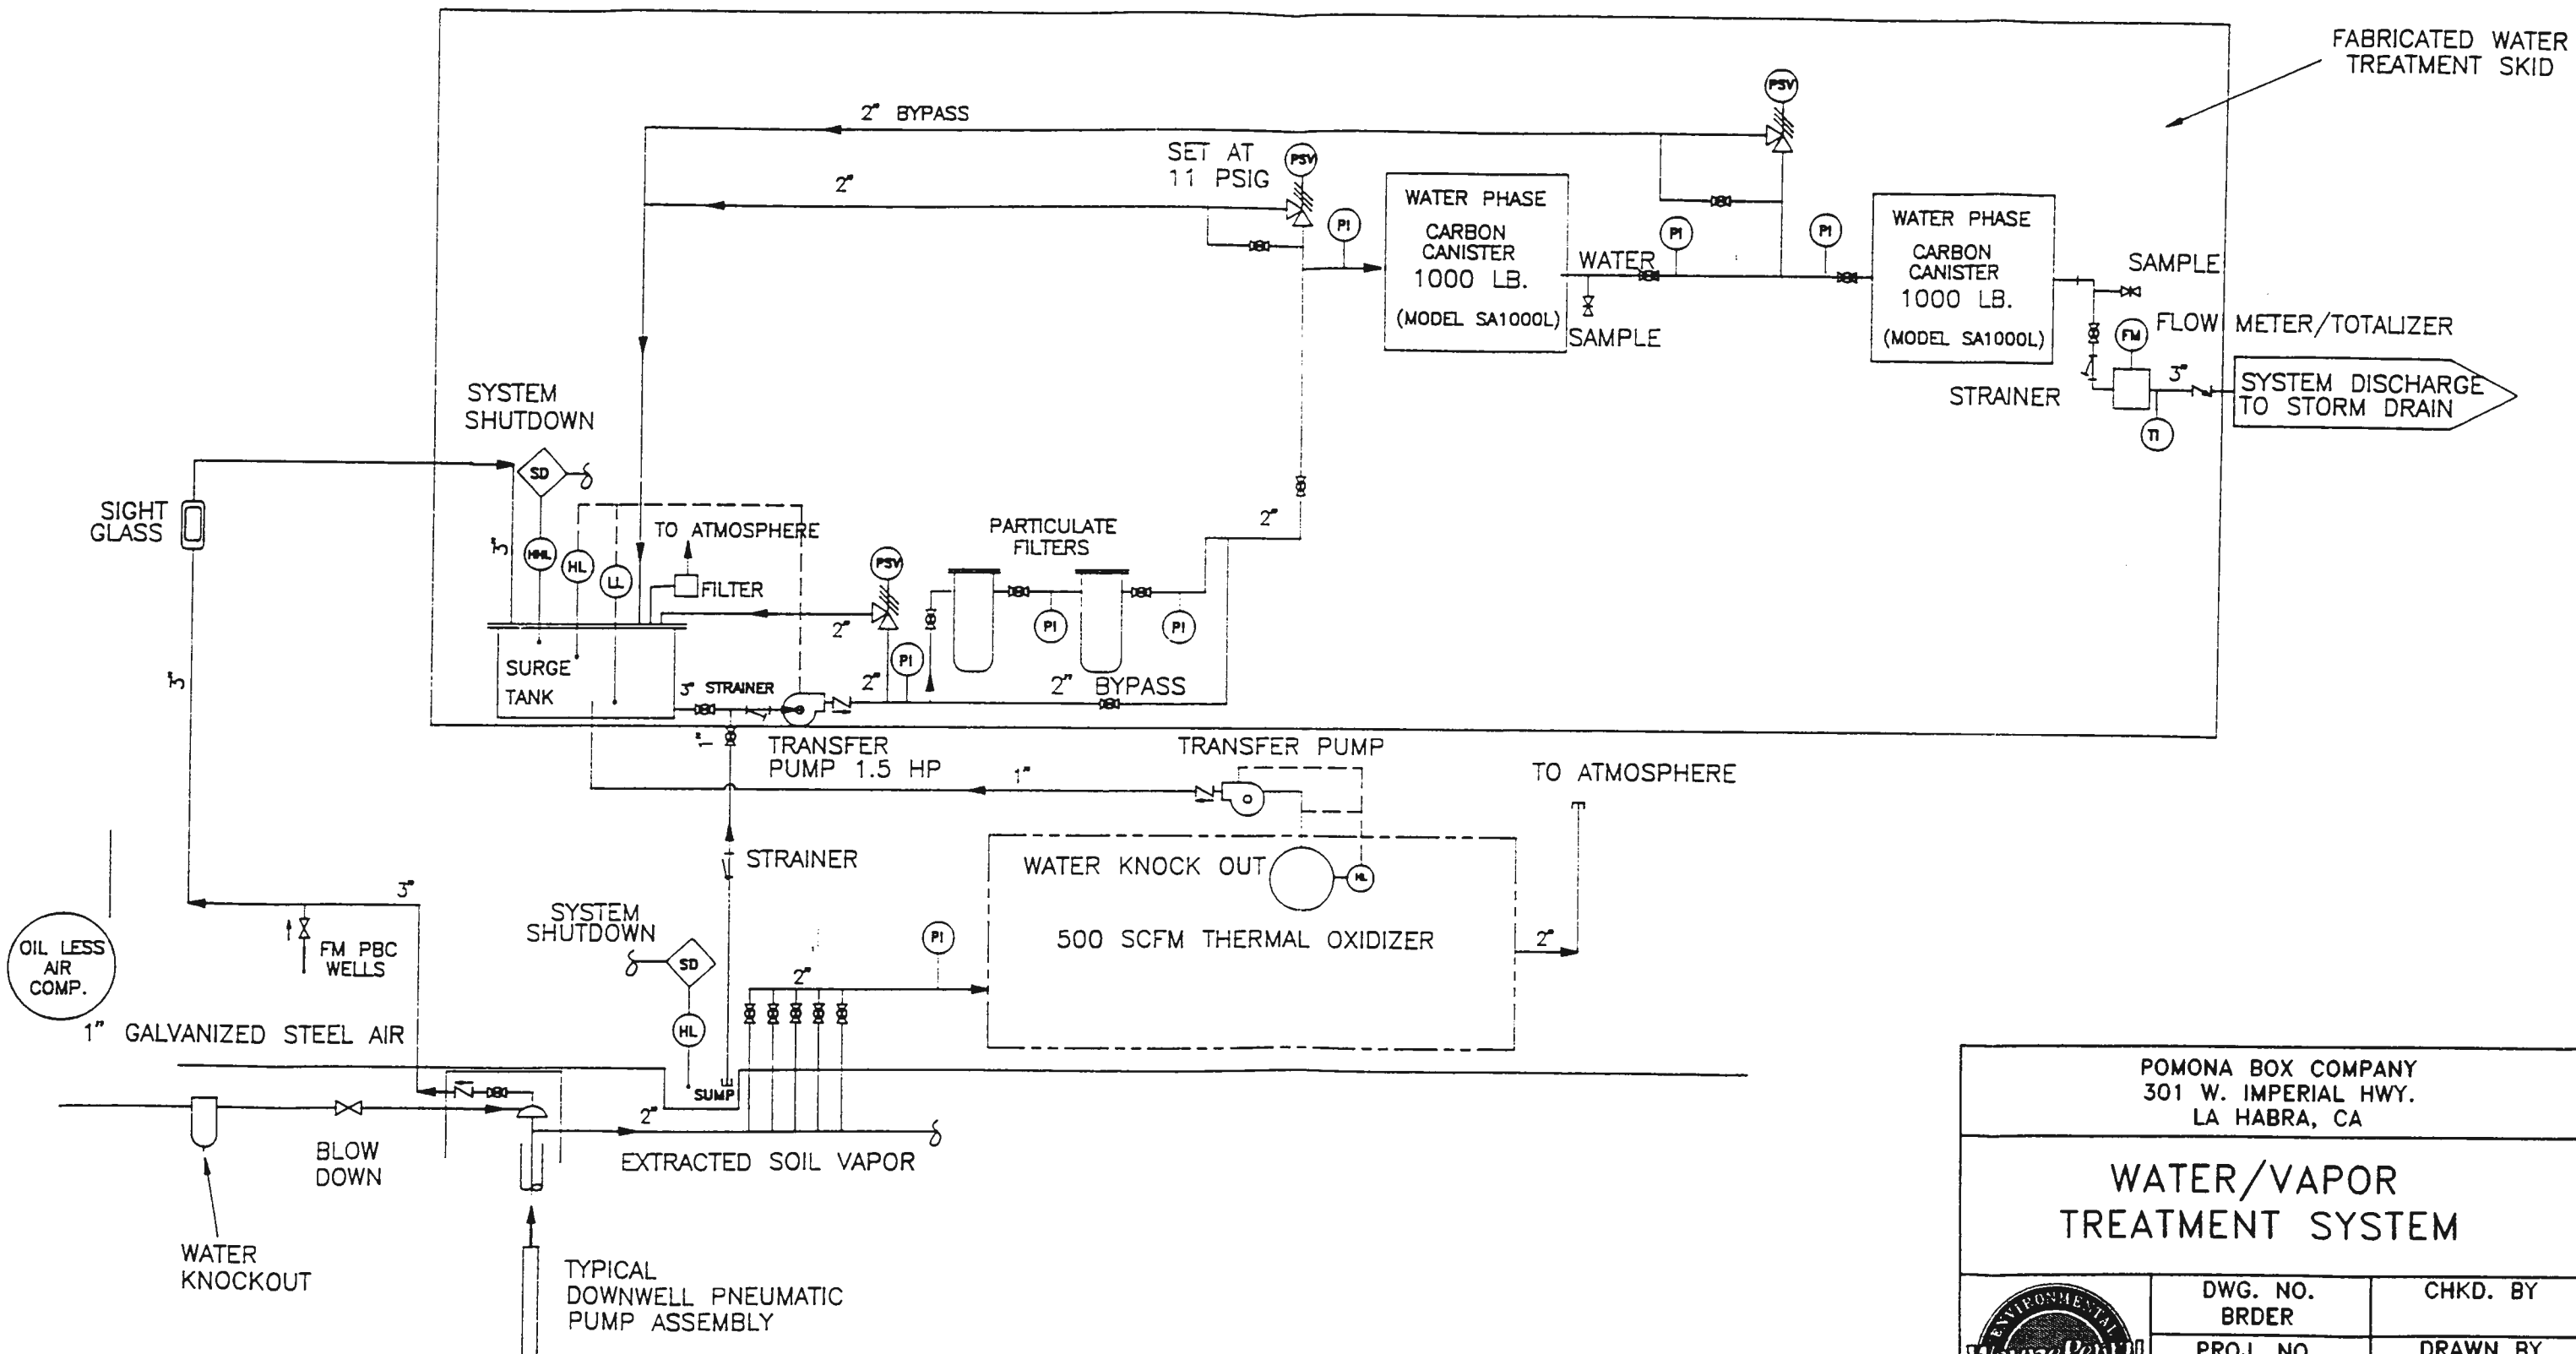 FABRICATED WATER
TREATMENT SKID
PSV
2" BYPASS
SET AT
11 PSIG
PSV
2"
WATER PHASE
CARBON
CANISTER
1000 LB.
(MODEL SA1000L)
PI
WATER
PI
SAMPLE
PI
WATER PHASE
CARBON
CANISTER
1000 LB.
(MODEL SA1000L)
SAMPLE
FLOW METER/TOTALIZER
FM
STRAINER
3"
TI
SYSTEM DISCHARGE
TO STORM DRAIN
SYSTEM
SHUTDOWN
SD
SIGHT
GLASS
3"
HHL
HL
LL
TO ATMOSPHERE
FILTER
PSV
PARTICULATE
FILTERS
2"
2"
PI
PI
PI
2"
2" BYPASS
SURGE
TANK
3" STRAINER
3"
1"
TRANSFER
PUMP 1.5 HP
TRANSFER PUMP
1"
TO ATMOSPHERE
STRAINER
WATER KNOCK OUT
HL
500 SCFM THERMAL OXIDIZER
2"
3"
FM PBC
WELLS
OIL LESS
AIR
COMP.
SYSTEM
SHUTDOWN
SD
PI
2"
HL
1" GALVANIZED STEEL AIR
SUMP
2"
BLOW
DOWN
EXTRACTED SOIL VAPOR
WATER
KNOCKOUT
TYPICAL
DOWNWELL PNEUMATIC
PUMP ASSEMBLY
POMONA BOX COMPANY
301 W. IMPERIAL HWY.
LA HABRA, CA
WATER/VAPOR
TREATMENT SYSTEM
ENVIRONMENTAL
DWG. NO.
BRDER
CHKD. BY
PROJ. NO.
DRAWN BY